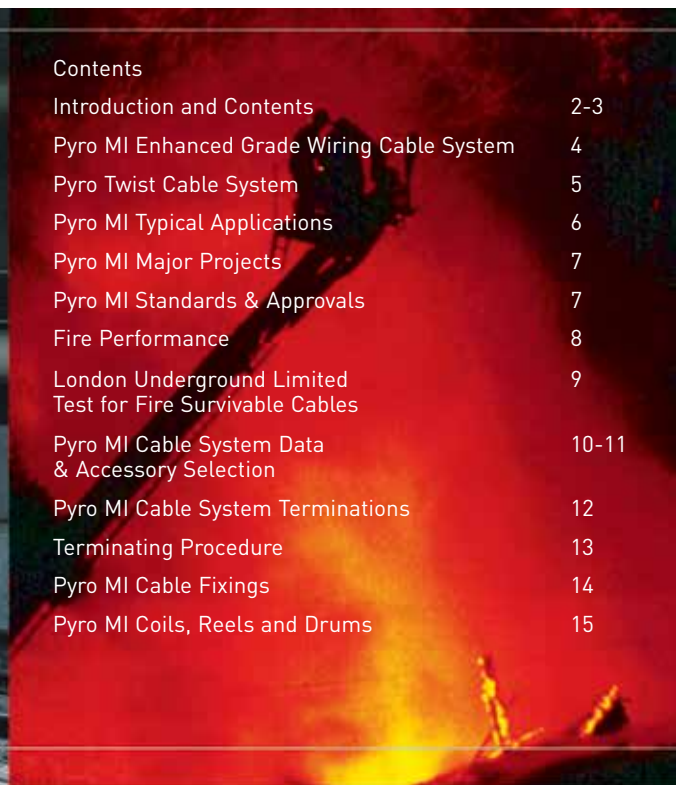 Contents
Introduction and Contents 2-3
Pyro MI Enhanced Grade Wiring Cable System 4
Pyro Twist Cable System 5
Pyro MI Typical Applications 6
Pyro MI Major Projects 7
Pyro MI Standards & Approvals 7
Fire Performance 8
London Underground Limited 9
Test for Fire Survivable Cables
Pyro MI Cable System Data 10-11
& Accessory Selection
Pyro MI Cable System Terminations 12
Terminating Procedure 13
Pyro MI Cable Fixings 14
Pyro MI Coils, Reels and Drums 15